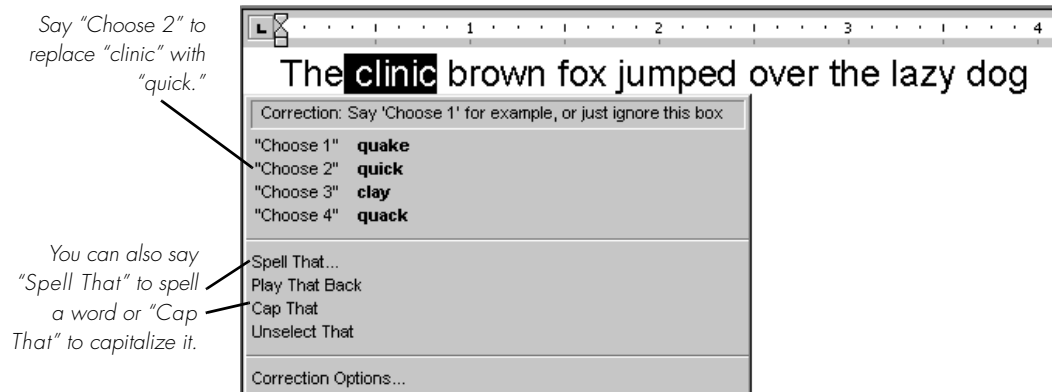 Say “Choose 2” to
replace “clinic” with
“quick.”
L 1 2 3 4
The clinic brown fox jumped over the lazy dog
Correction: Say 'Choose 1' for example, or just ignore this box
"Choose 1" quake
"Choose 2" quick
"Choose 3" clay
"Choose 4" quack
You can also say
“Spell That” to spell
a word or “Cap
That” to capitalize it.
Spell That...
Play That Back
Cap That
Unselect That
Correction Options...